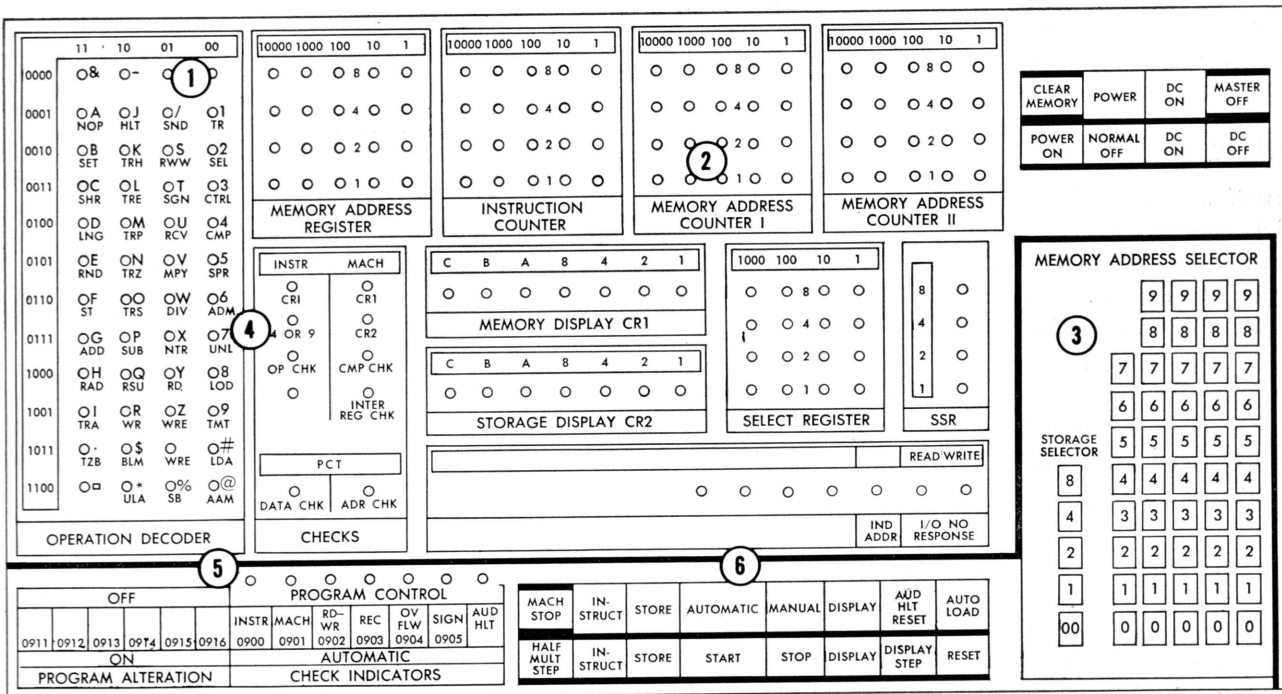 11 10 01 00
0000 & -
0001 A J / 1
NOP HLT SND TR
0010 B K S 2
SET TRH RWW SEL
0011 C L T 3
SHR TRE SGN CTRL
0100 D M U 4
LNG TRP RCV CMP
0101 E N V 5
RND TRZ MPY SPR
0110 F O W 6
ST TRS DIV ADM
0111 G P X 7
ADD SUB NTR UNL
1000 H Q Y 8
RAD RSU RD LOD
1001 I R Z 9
TRA WR WRE TMT
1011 . $ #
TZB BLM WRE LDA
1100 ¤ * % @
ULA SB AAM
OPERATION DECODER
1
10000 1000 100 10 1
8
4
2
1
MEMORY ADDRESS
REGISTER
10000 1000 100 10 1
8
4
2
1
INSTRUCTION
COUNTER
10000 1000 100 10 1
8
4
2
1
MEMORY ADDRESS
COUNTER I
2
10000 1000 100 10 1
8
4
2
1
MEMORY ADDRESS
COUNTER II
CLEAR MEMORY
POWER
DC ON
MASTER OFF
POWER ON
NORMAL OFF
DC ON
DC OFF
INSTR MACH
CR1 CR1
4 OR 9 CR2
OP CHK CMP CHK
INTER
REG CHK
PCT
DATA CHK ADR CHK
CHECKS
4
C B A 8 4 2 1
MEMORY DISPLAY CR1
C B A 8 4 2 1
STORAGE DISPLAY CR2
1000 100 10 1
8
4
2
1
SELECT REGISTER
8
4
2
1
SSR
READ WRITE
IND ADDR
I/O NO RESPONSE
MEMORY ADDRESS SELECTOR
3
9 9 9 9
8 8 8 8
7 7 7 7 7
6 6 6 6 6
5 5 5 5 5
4 4 4 4 4
3 3 3 3 3
2 2 2 2 2
1 1 1 1 1
0 0 0 0 0
STORAGE
SELECTOR
8
4
2
1
00
5
OFF
0911 0912 0913 0914 0915 0916
ON
PROGRAM ALTERATION
PROGRAM CONTROL
INSTR 0900
MACH 0901
RD-WR 0902
REC 0903
OV FLW 0904
SIGN 0905
AUD HLT
AUTOMATIC
CHECK INDICATORS
6
MACH STOP
IN-STRUCT
STORE
AUTOMATIC
MANUAL
DISPLAY
AUD HLT RESET
AUTO LOAD
HALF MULT STEP
IN-STRUCT
STORE
START
STOP
DISPLAY
DISPLAY STEP
RESET